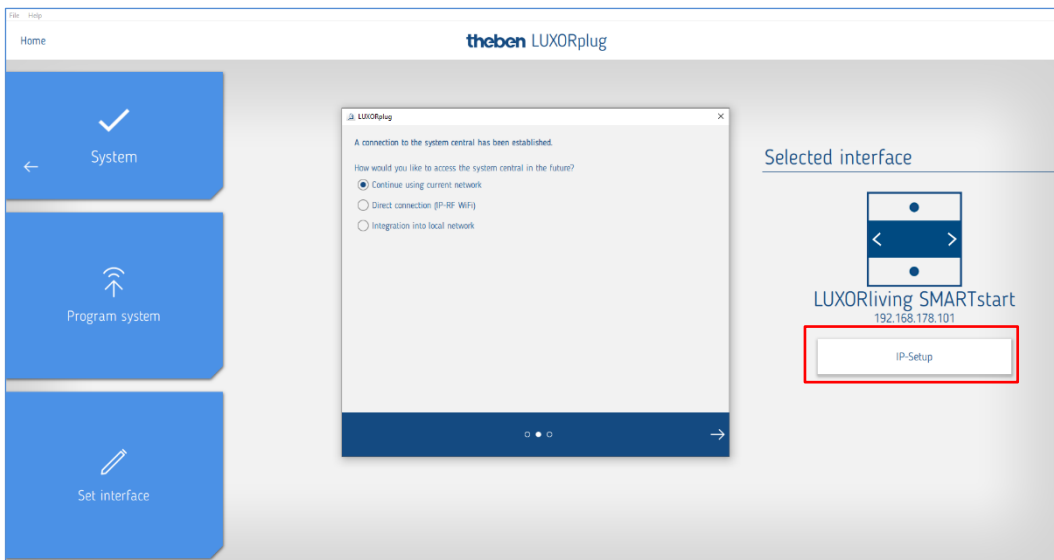 File Help
Home
theben LUXORplug
System
Program system
Set interface
LUXORplug
A connection to the system central has been established.
How would you like to access the system central in the future?
Continue using current network
Direct connection (IP-RF WiFi)
Integration into local network
Selected interface
LUXORliving SMARTstart
192.168.178.101
IP-Setup